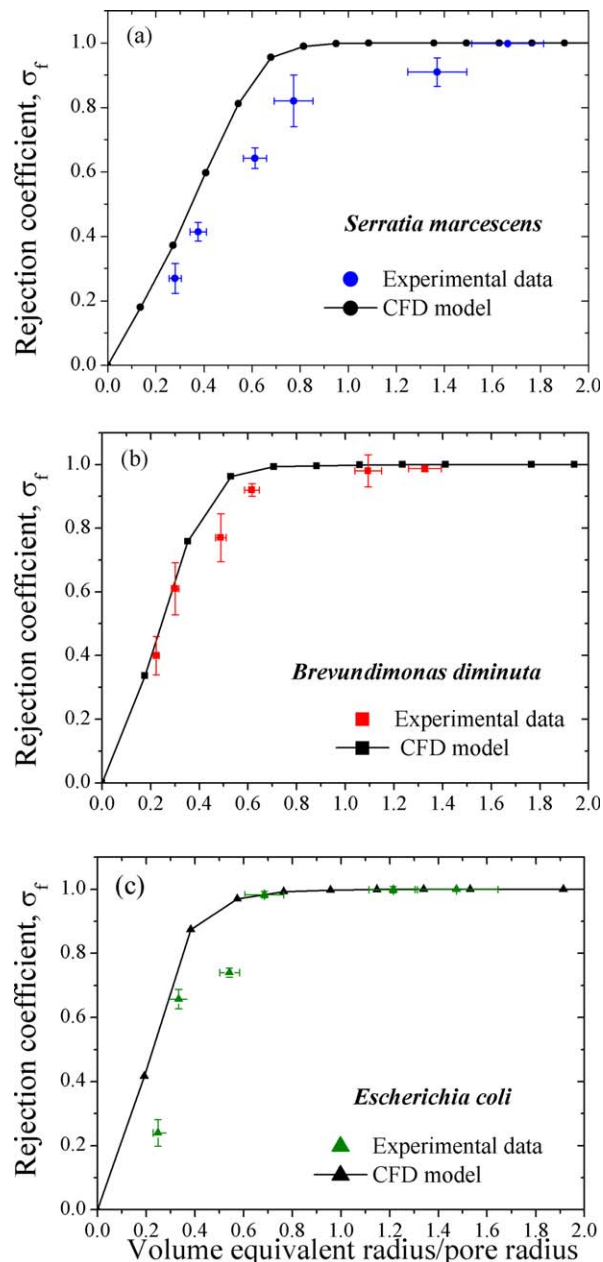 (a)
Rejection coefficient, σf
1.0
0.8
0.6
0.4
0.2
0.0
Serratia marcescens
Experimental data
CFD model
0.0 0.2 0.4 0.6 0.8 1.0 1.2 1.4 1.6 1.8 2.0
(b)
Rejection coefficient, σf
1.0
0.8
0.6
0.4
0.2
0.0
Brevundimonas diminuta
Experimental data
CFD model
0.0 0.2 0.4 0.6 0.8 1.0 1.2 1.4 1.6 1.8 2.0
(c)
Rejection coefficient, σf
1.0
0.8
0.6
0.4
0.2
0.0
Escherichia coli
Experimental data
CFD model
0.0 0.2 0.4 0.6 0.8 1.0 1.2 1.4 1.6 1.8 2.0
Volume equivalent radius/pore radius